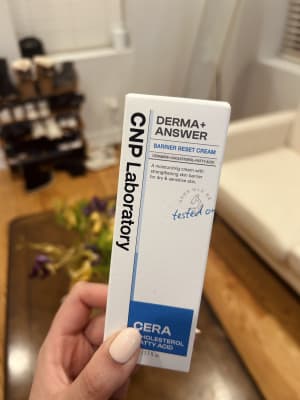 CNP Laboratory
DERMA+
ANSWER
BARRIER RESET CREAM
A moisturizing cream with
strengthening skin barrier
for dry & sensitive skin.
tested on
CERA
CHOLESTEROL
FATTY ACID